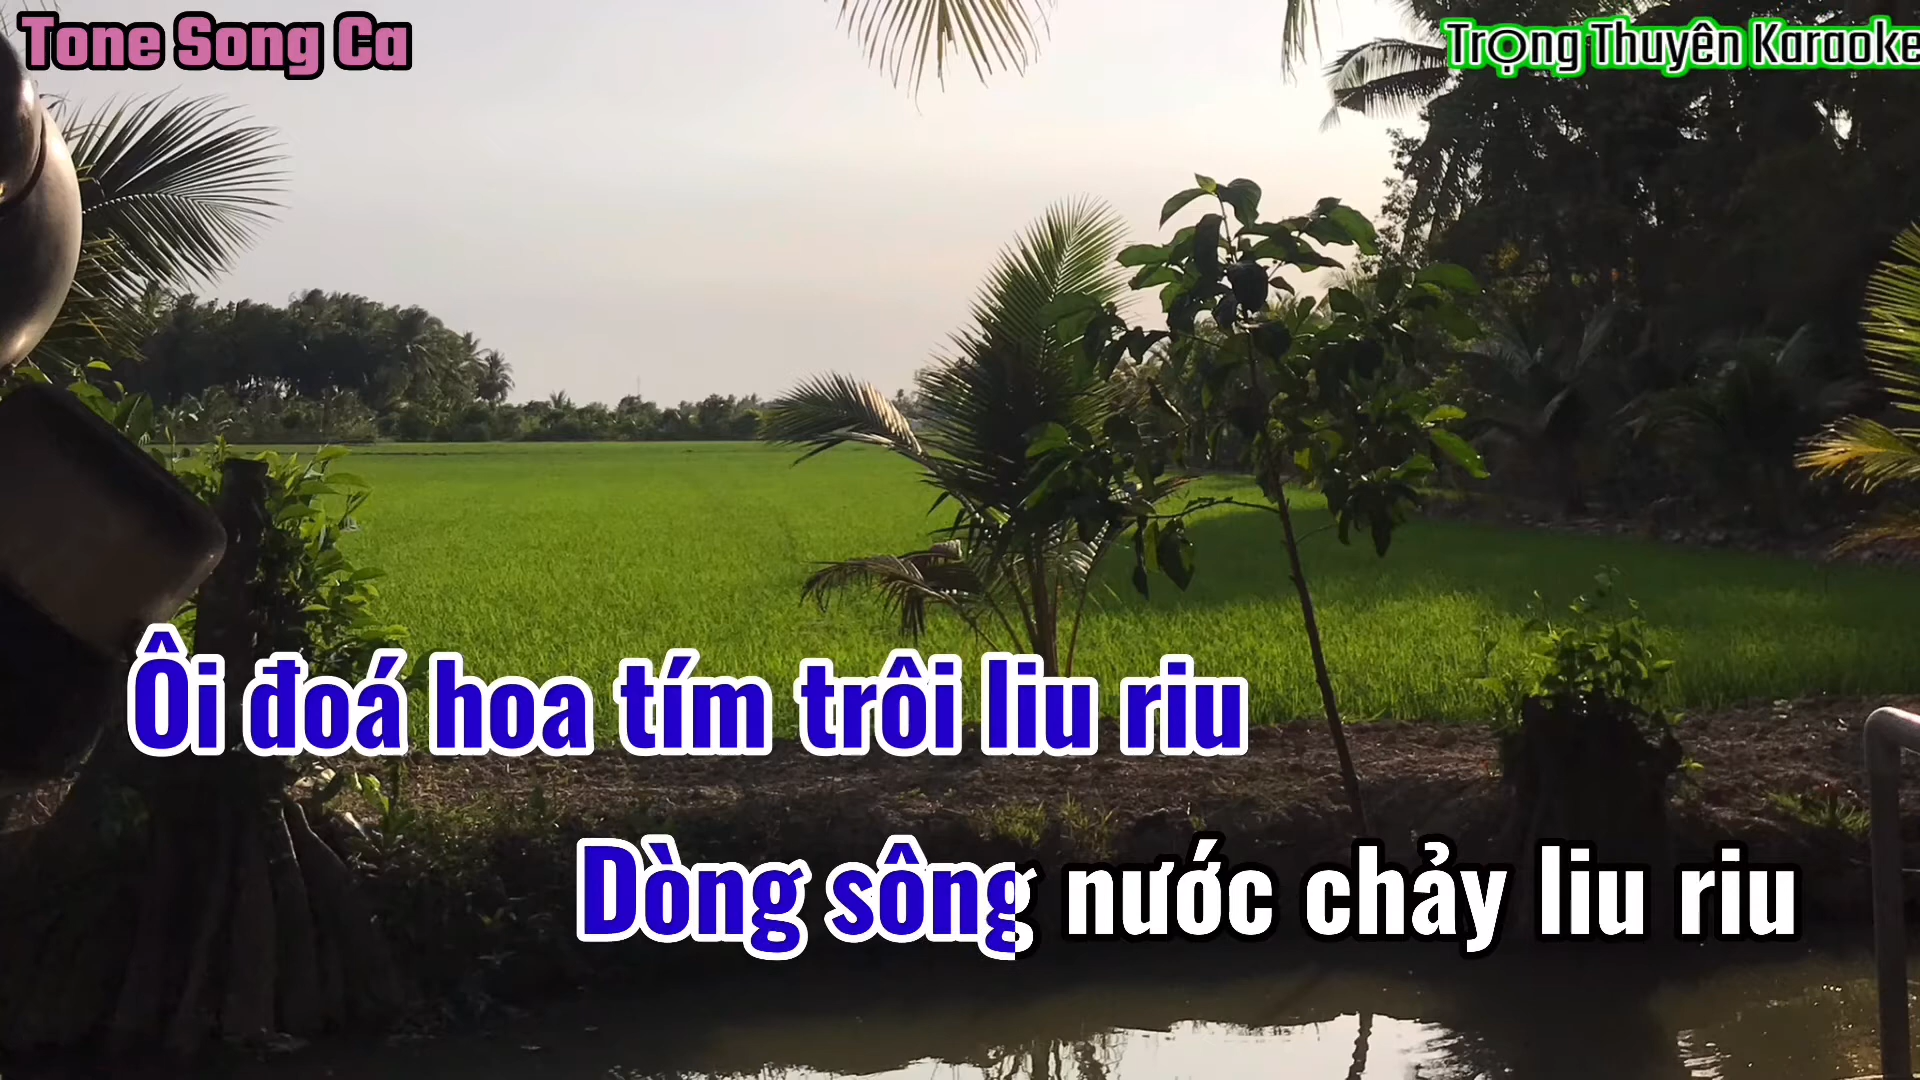 Tone Song Ca
Trọng Thuyên Karaoke
Ôi đoá hoa tím trôi liu riu
Dòng sông nước chảy liu riu